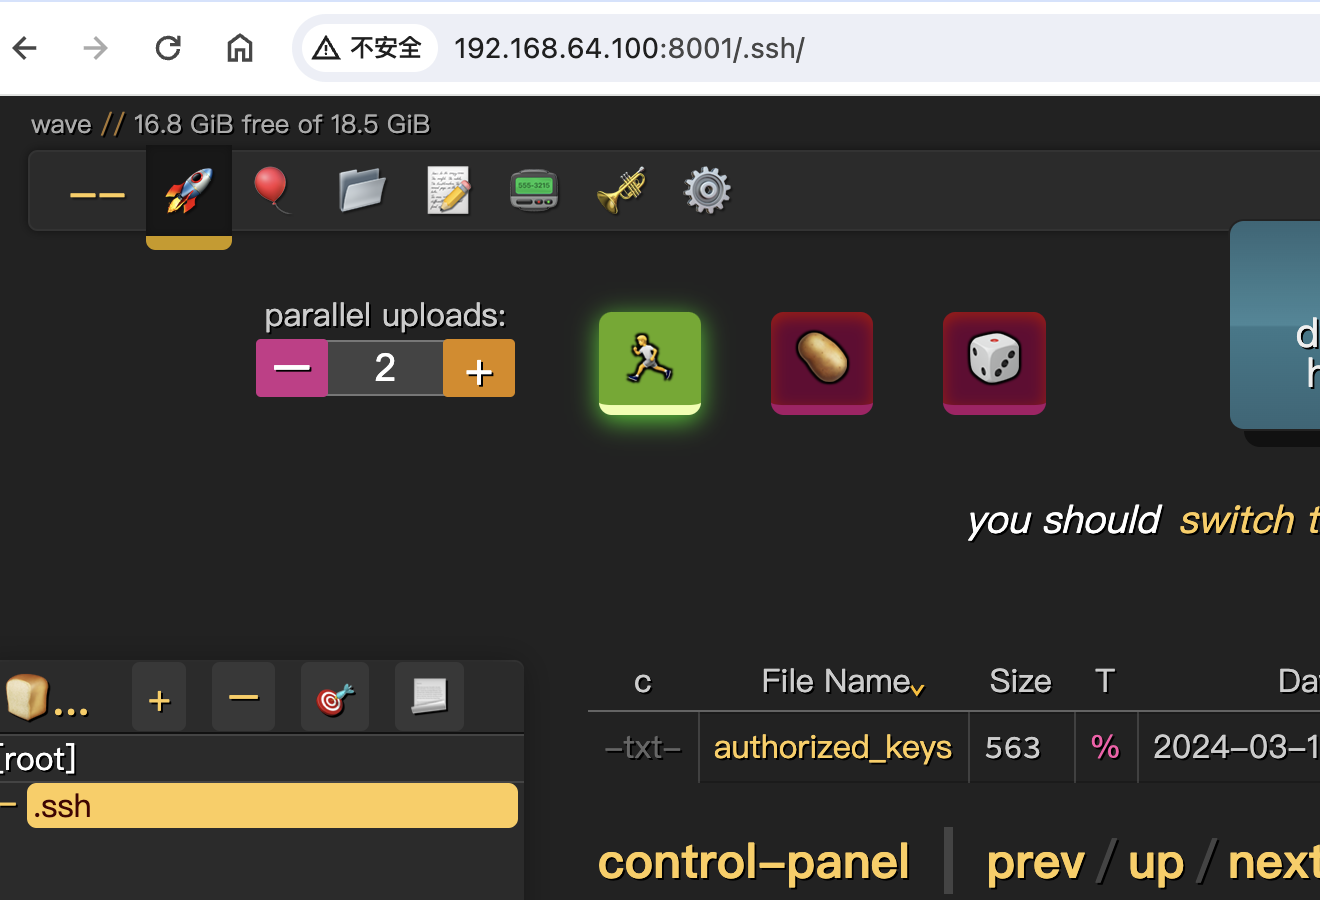 不安全 192.168.64.100:8001/.ssh/
wave // 16.8 GiB free of 18.5 GiB
——
555-3215
parallel uploads:
— 2 +
you should switch t
... + —
c File Name Size T Da
[root]
–txt– authorized_keys 563 % 2024–03–1
.ssh
control–panel | prev / up / next